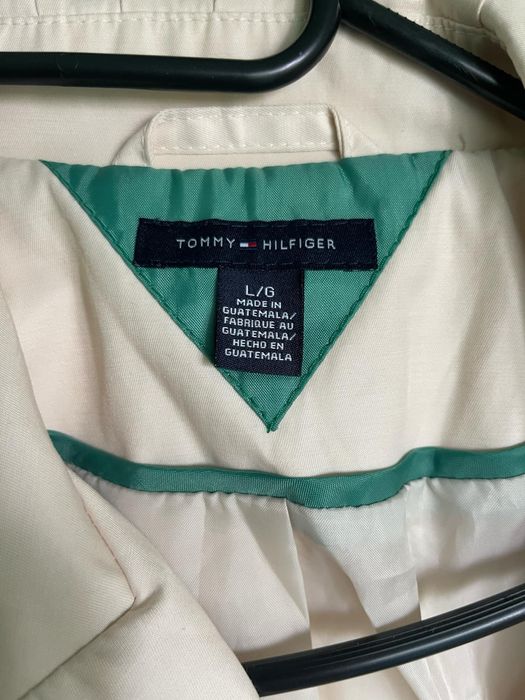 TOMMY HILFIGER
L/G
MADE IN
GUATEMALA/
FABRIQUE AU
GUATEMALA/
HECHO EN
GUATEMALA